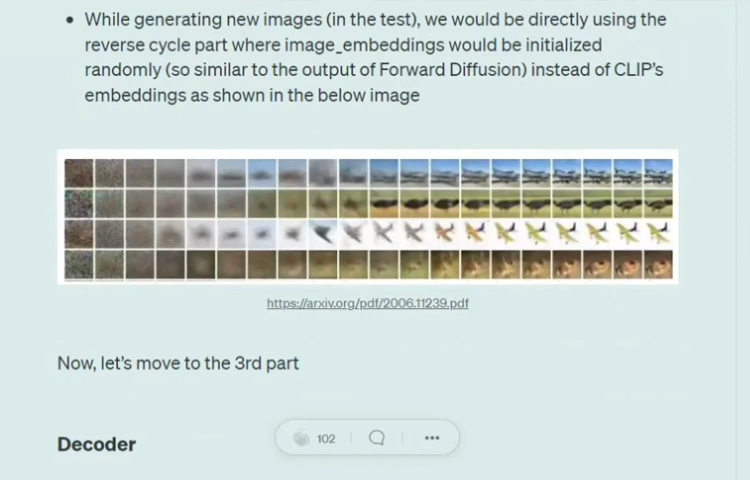 • While generating new images (in the test), we would be directly using the
reverse cycle part where image_embeddings would be initialized
randomly (so similar to the output of Forward Diffusion) instead of CLIP's
embeddings as shown in the below image
https://arxiv.org/pdf/2006.11239.pdf
Now, let's move to the 3rd part
Decoder
102